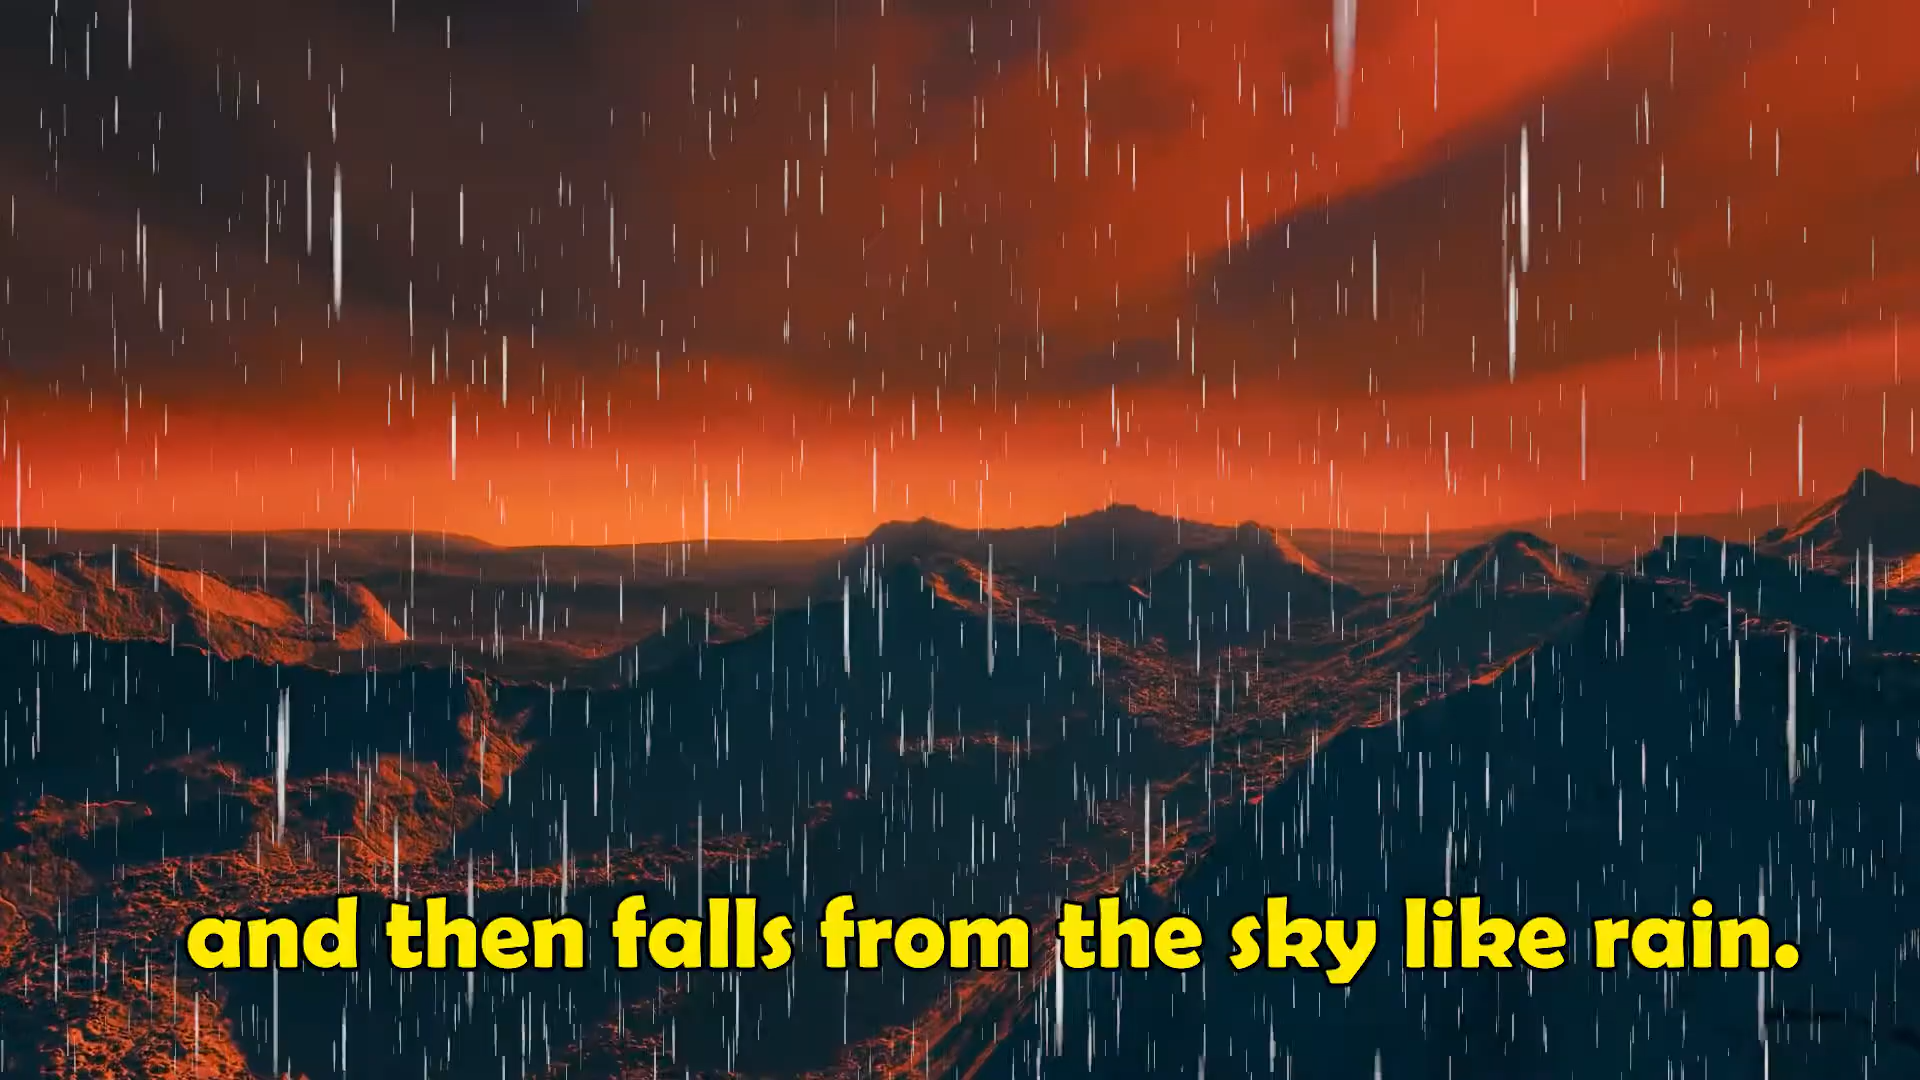 and then falls from the sky like rain.